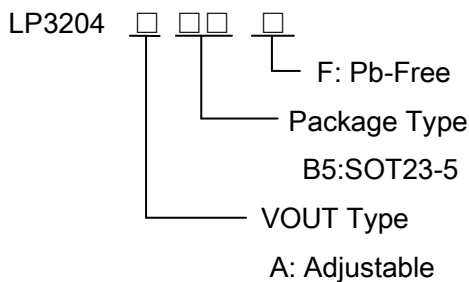 LP3204 □ □□ □
F: Pb-Free
Package Type
B5:SOT23-5
VOUT Type
A: Adjustable